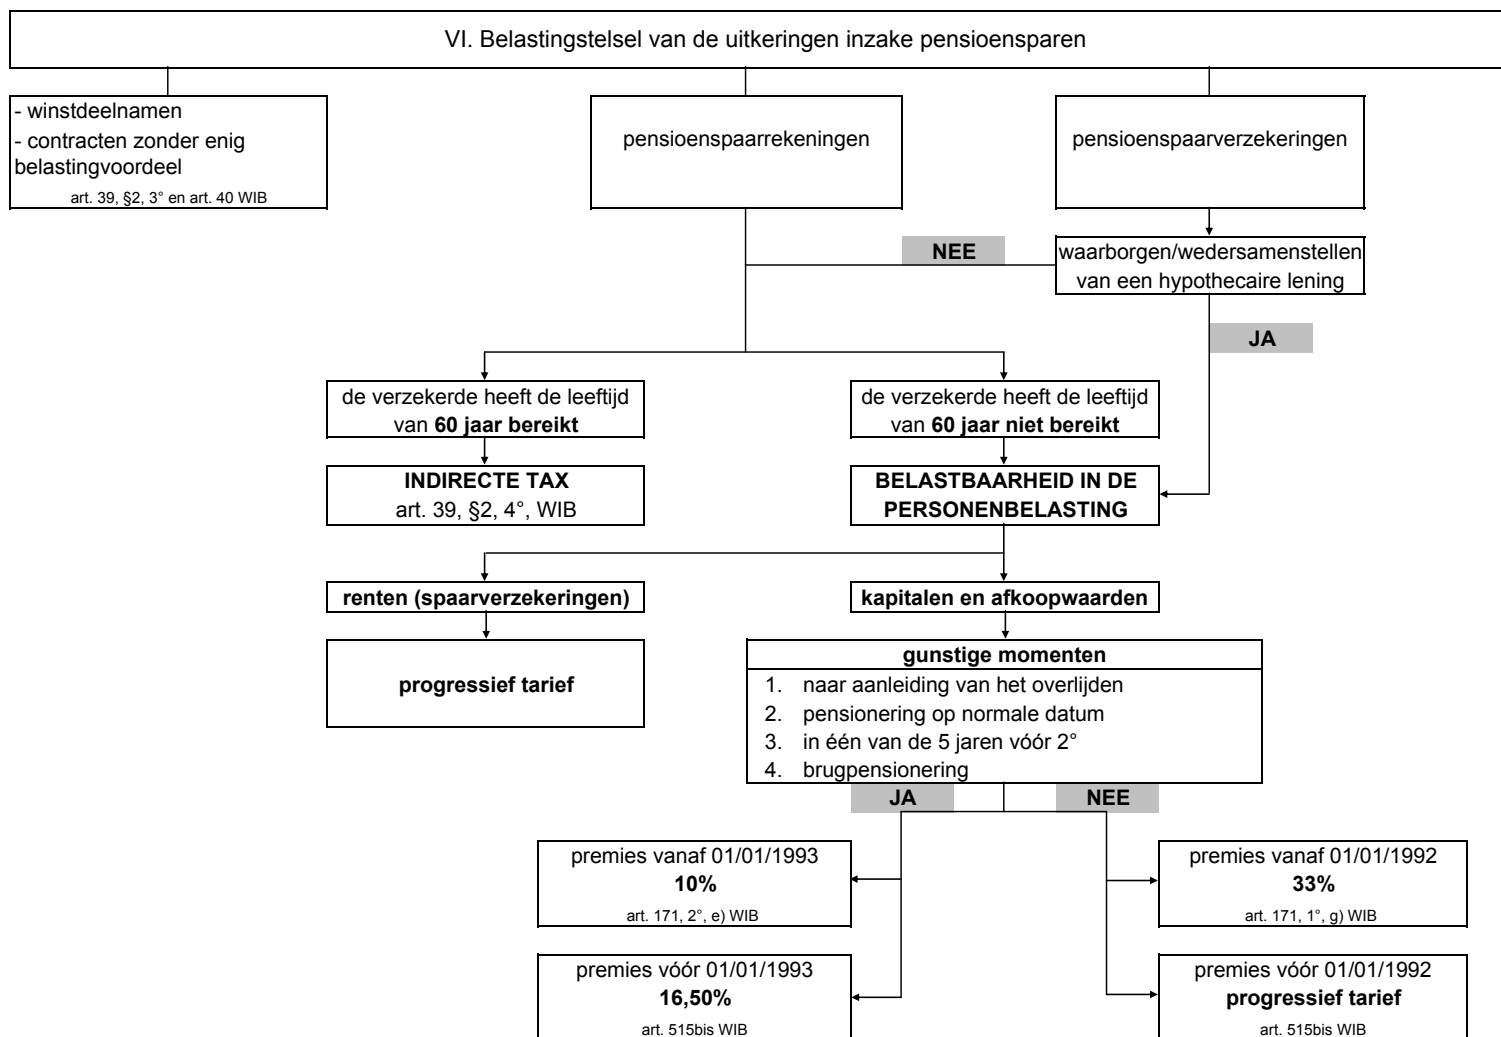 VI. Belastingstelsel van de uitkeringen inzake pensioensparen
- winstdeelnamen
- contracten zonder enig
belastingvoordeel
art. 39, §2, 3° en art. 40 WIB
pensioenspaarrekeningen
pensioenspaarverzekeringen
NEE
waarborgen/wedersamenstellen
van een hypothecaire lening
JA
de verzekerde heeft de leeftijd
van 60 jaar bereikt
de verzekerde heeft de leeftijd
van 60 jaar niet bereikt
INDIRECTE TAX
art. 39, §2, 4°, WIB
BELASTBAARHEID IN DE
PERSONENBELASTING
renten (spaarverzekeringen)
kapitalen en afkoopwaarden
progressief tarief
gunstige momenten
1. naar aanleiding van het overlijden
2. pensionering op normale datum
3. in één van de 5 jaren vóór 2°
4. brugpensionering
JA
NEE
premies vanaf 01/01/1993
10%
art. 171, 2°, e) WIB
premies vanaf 01/01/1992
33%
art. 171, 1°, g) WIB
premies vóór 01/01/1993
16,50%
art. 515bis WIB
premies vóór 01/01/1992
progressief tarief
art. 515bis WIB